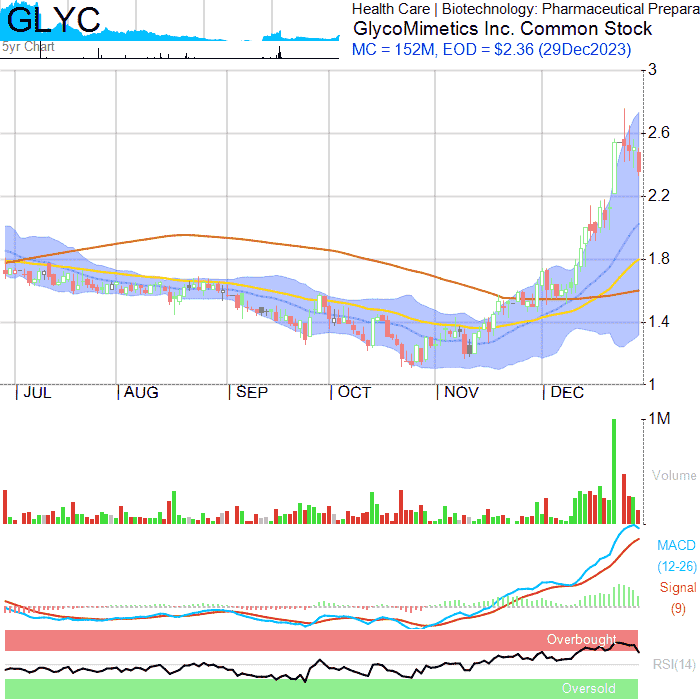 GLYC
Health Care | Biotechnology: Pharmaceutical Prepara
GlycoMimetics Inc. Common Stock
5yr Chart
MC = 152M, EOD = $2.36 (29Dec2023)
3
2.6
2.2
1.8
1.4
1
JUL AUG SEP OCT NOV DEC
1M
Volume
MACD
(12-26)
Signal
(9)
Overbought
RSI(14)
Oversold